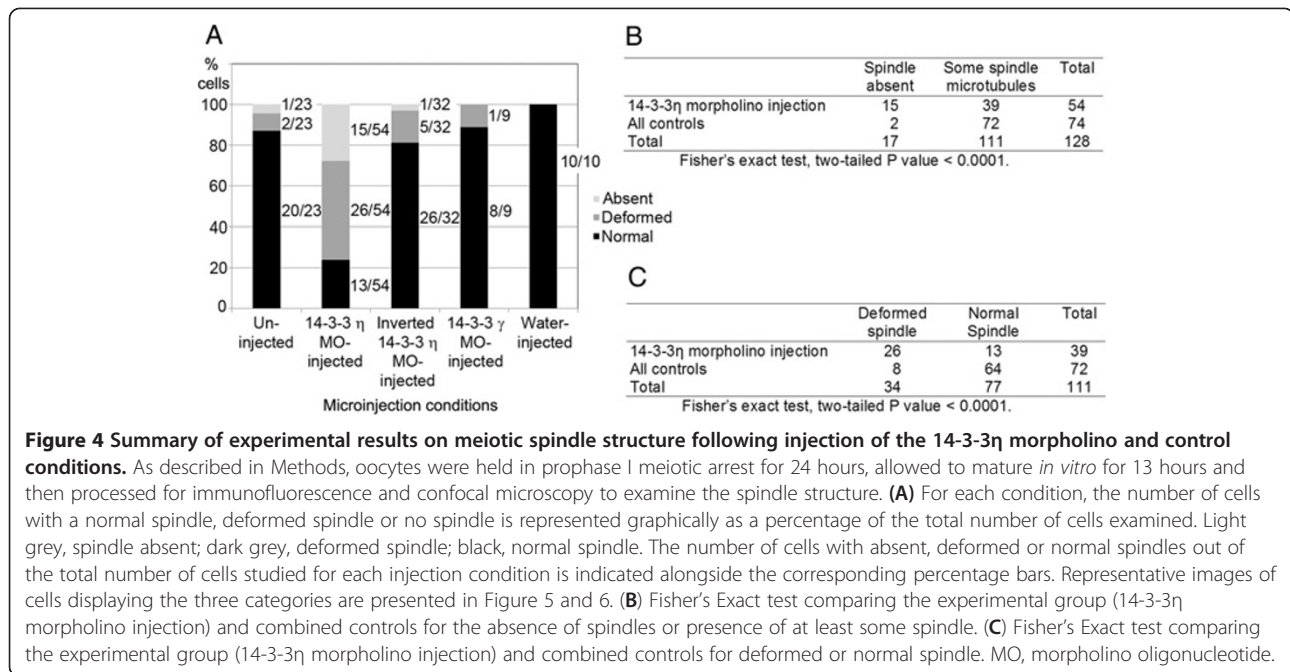 A
%
cells
100
80
60
40
20
0
1/23
2/23
20/23
15/54
26/54
13/54
1/32
5/32
26/32
1/9
8/9
10/10
Absent
Deformed
Normal
Un-
injected
14-3-3 η
MO-
injected
Inverted
14-3-3 η
MO-
injected
14-3-3 γ
MO-
injected
Water-
injected
Microinjection conditions
B
Spindle absent Some spindle microtubules Total
14-3-3η morpholino injection 15 39 54
All controls 2 72 74
Total 17 111 128
Fisher's exact test, two-tailed P value < 0.0001.
C
Deformed spindle Normal Spindle Total
14-3-3η morpholino injection 26 13 39
All controls 8 64 72
Total 34 77 111
Fisher's exact test, two-tailed P value < 0.0001.
Figure 4 Summary of experimental results on meiotic spindle structure following injection of the 14-3-3η morpholino and control
conditions. As described in Methods, oocytes were held in prophase I meiotic arrest for 24 hours, allowed to mature in vitro for 13 hours and
then processed for immunofluorescence and confocal microscopy to examine the spindle structure. (A) For each condition, the number of cells
with a normal spindle, deformed spindle or no spindle is represented graphically as a percentage of the total number of cells examined. Light
grey, spindle absent; dark grey, deformed spindle; black, normal spindle. The number of cells with absent, deformed or normal spindles out of
the total number of cells studied for each injection condition is indicated alongside the corresponding percentage bars. Representative images of
cells displaying the three categories are presented in Figure 5 and 6. (B) Fisher's Exact test comparing the experimental group (14-3-3η
morpholino injection) and combined controls for the absence of spindles or presence of at least some spindle. (C) Fisher's Exact test comparing
the experimental group (14-3-3η morpholino injection) and combined controls for deformed or normal spindle. MO, morpholino oligonucleotide.